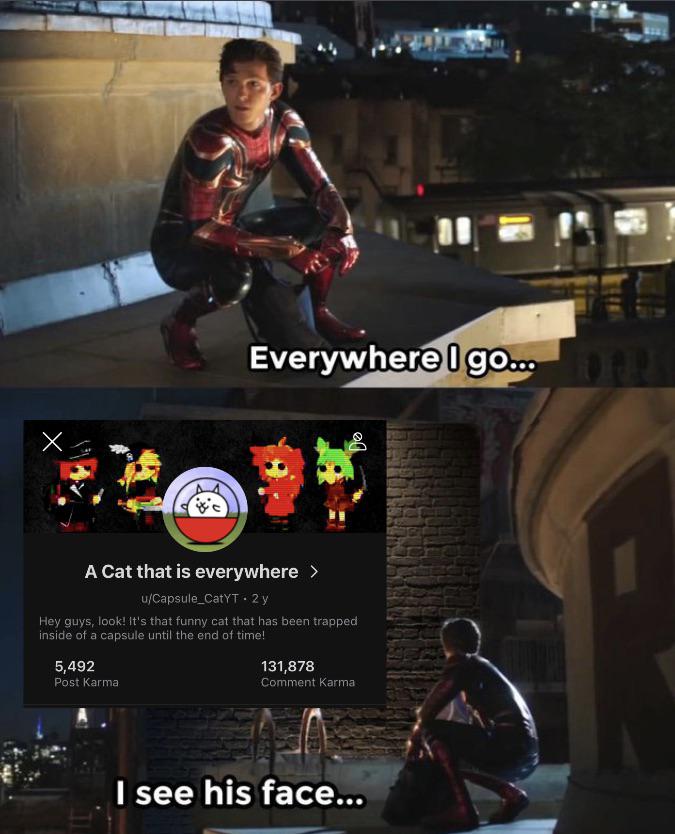 Everywhere I go...
A Cat that is everywhere
u/Capsule_CatYT • 2 y
Hey guys, look! It's that funny cat that has been trapped
inside of a capsule until the end of time!
5,492 131,878
Post Karma Comment Karma
I see his face...